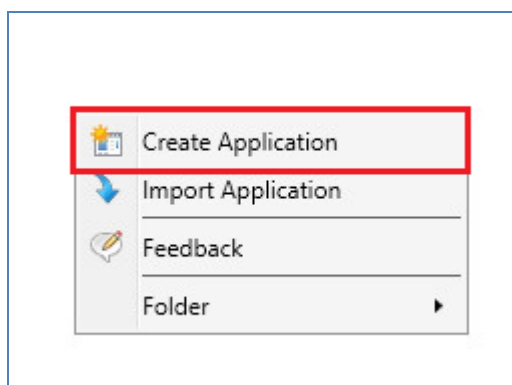 Create Application
Import Application
Feedback
Folder